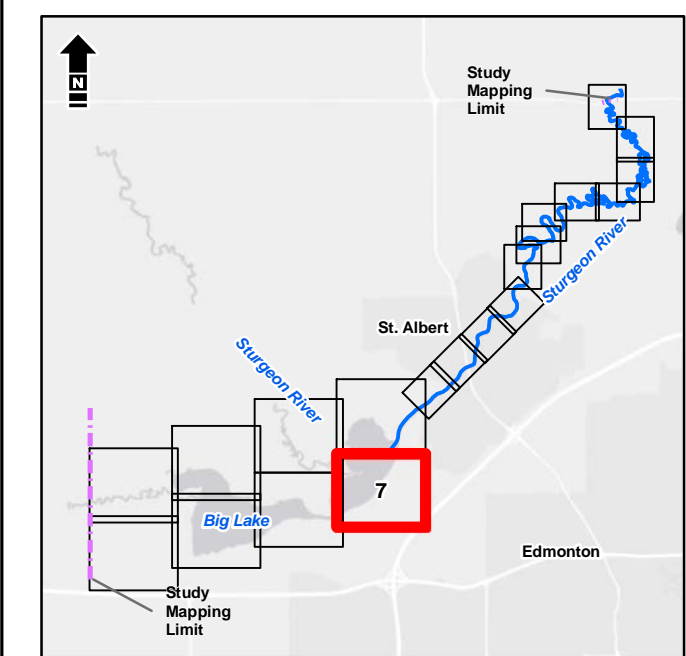 N
Study
Mapping
Limit
Sturgeon River
St. Albert
Sturgeon River
7
Big Lake
Edmonton
Study
Mapping
Limit